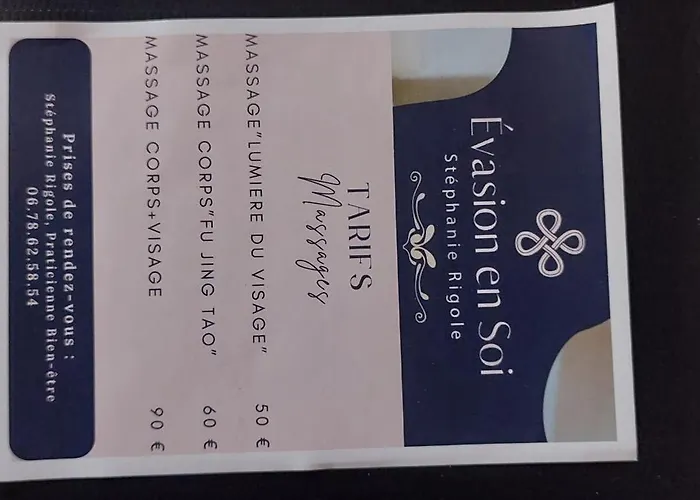 Évasion en Soi
Stéphanie Rigole
TARIFS
Massages
MASSAGE"LUMIERE DU VISAGE" 50 €
MASSAGE CORPS"FU JING TAO" 60 €
MASSAGE CORPS+VISAGE 90 €
Prises de rendez-vous :
Stéphanie Rigole, Praticienne Bien-être
06.78.62.58.54